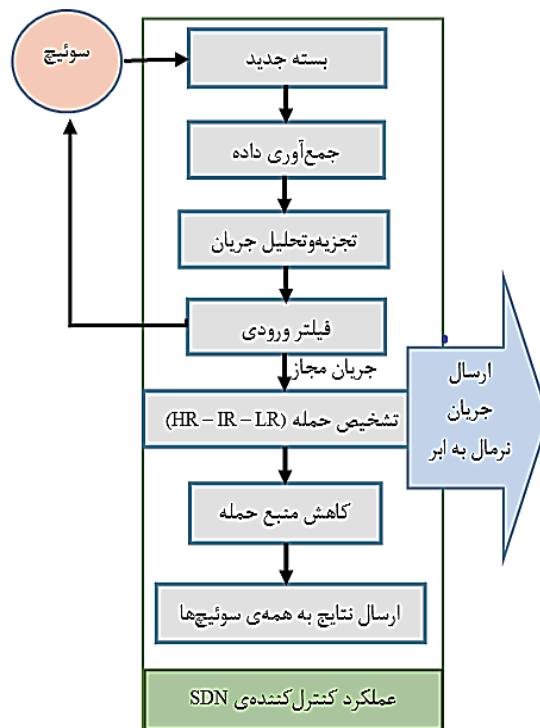 سوئیچ
بسته جدید
جمع‌آوری داده
تجزیه‌وتحلیل جریان
فیلتر ورودی
جریان مجاز
تشخیص حمله (HR – IR – LR)
ارسال
جریان
نرمال به ابر
کاهش منبع حمله
ارسال نتایج به همه‌ی سوئیچ‌ها
عملکرد کنترل‌کننده‌ی SDN